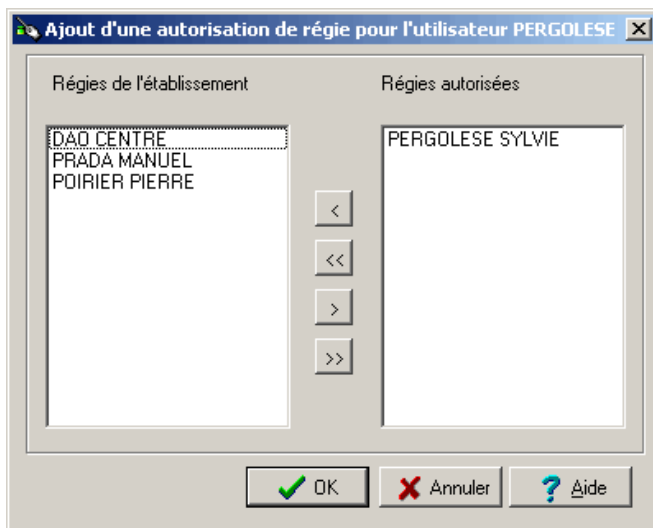 Ajout d'une autorisation de régie pour l'utilisateur PERGOLESE
Régies de l'établissement
Régies autorisées
DAO CENTRE
PRADA MANUEL
POIRIER PIERRE
PERGOLESE SYLVIE
<
<<
>
>>
OK
Annuler
Aide